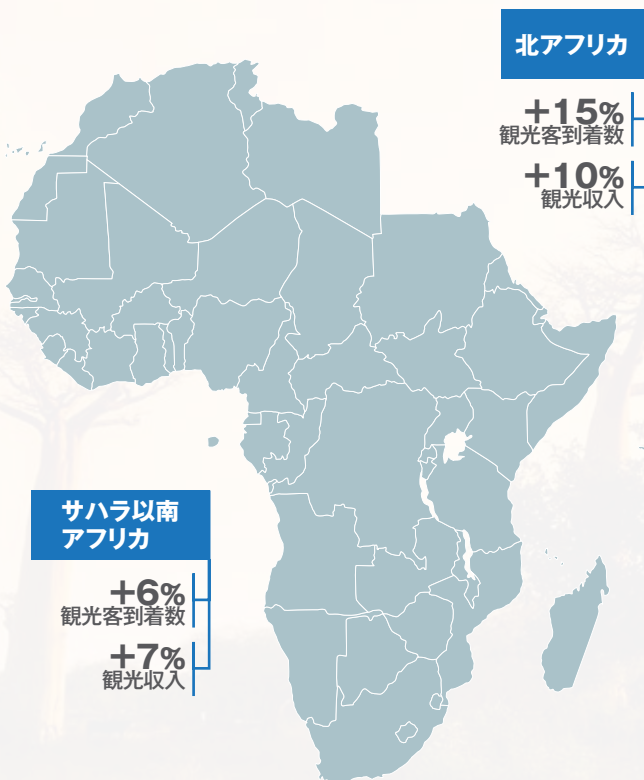 北アフリカ
+15%
観光客到着数
+10%
観光収入
サハラ以南
アフリカ
+6%
観光客到着数
+7%
観光収入